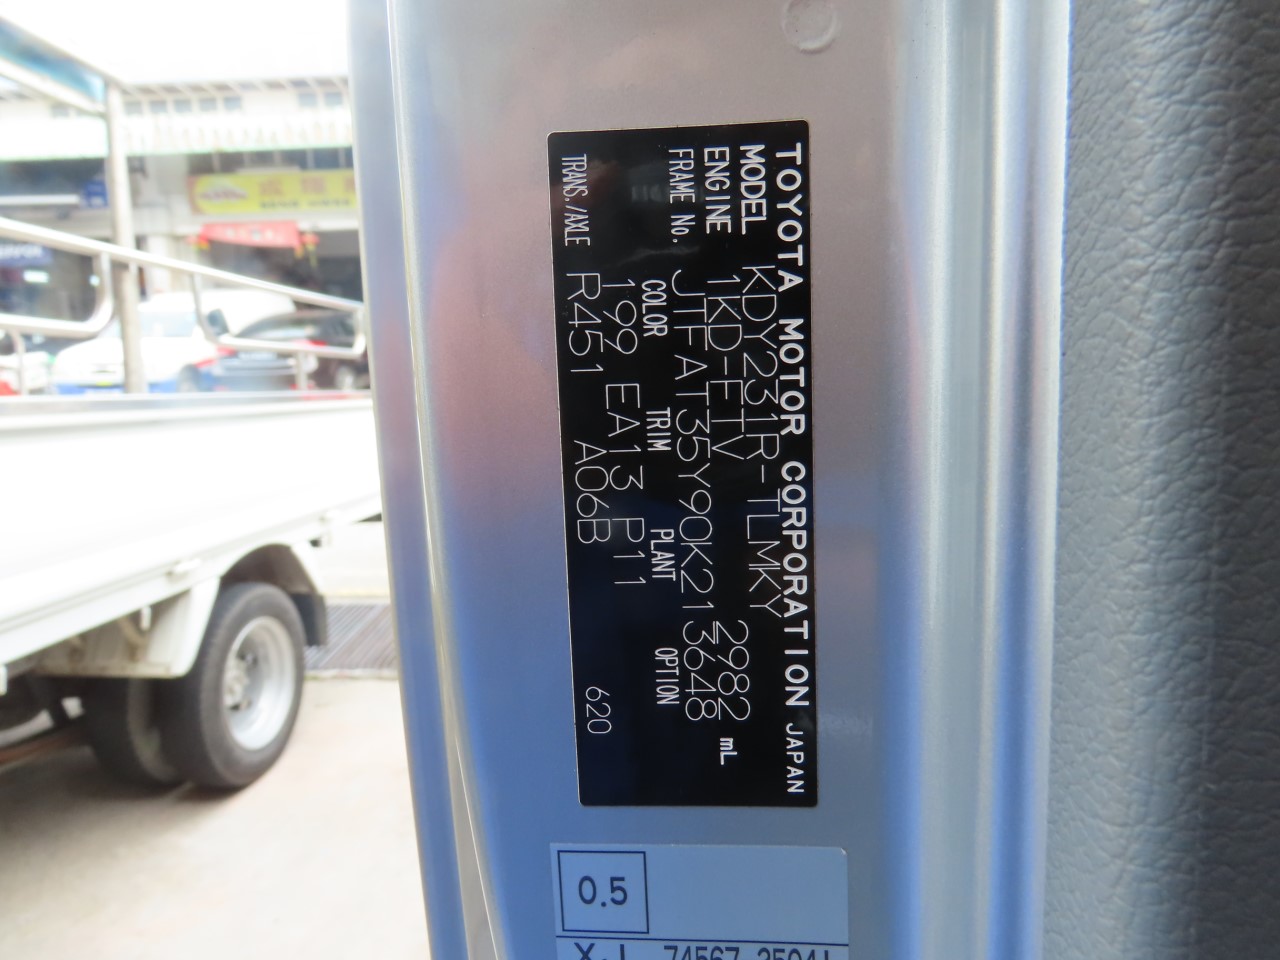 TOYOTA MOTOR CORPORATION JAPAN
MODEL KDY231R-TLMKY
ENGINE 1KD-FTV 2982 mL
FRAME No. JTFAT35Y90K213648
COLOR TRIM PLANT OPTION
199 EA13 P11
TRANS./AXLE R451 A06B 620
0.5